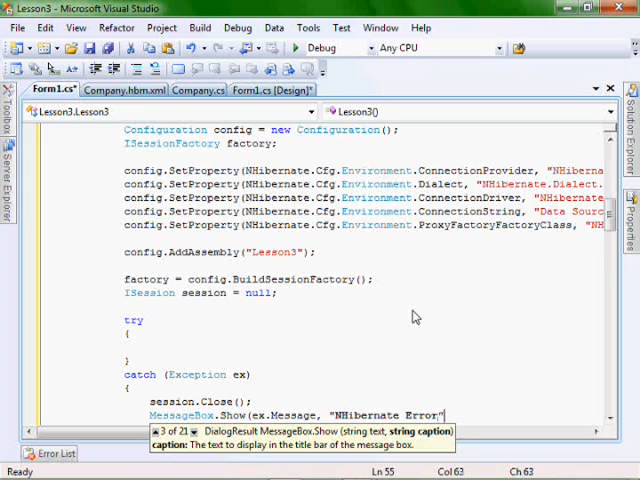 Lesson3 - Microsoft Visual Studio
File Edit View Refactor Project Build Debug Data Tools Test Window Help
Debug Any CPU
Form1.cs* Company.hbm.xml Company.cs Form1.cs [Design]*
Lesson3.Lesson3 Lesson3()
Toolbox
Server Explorer
Solution Explorer
Properties
Configuration config = new Configuration();
ISessionFactory factory;
config.SetProperty(NHibernate.Cfg.Environment.ConnectionProvider, "NHiberna
config.SetProperty(NHibernate.Cfg.Environment.Dialect, "NHibernate.Dialect.
config.SetProperty(NHibernate.Cfg.Environment.ConnectionDriver, "NHibernate
config.SetProperty(NHibernate.Cfg.Environment.ConnectionString, "Data Sourc
config.SetProperty(NHibernate.Cfg.Environment.ProxyFactoryFactoryClass, "NH
config.AddAssembly("Lesson3");
factory = config.BuildSessionFactory();
ISession session = null;
try
{
}
catch (Exception ex)
{
session.Close();
MessageBox.Show(ex.Message, "NHibernate Error"
3 of 21 DialogResult MessageBox.Show (string text, string caption)
caption: The text to display in the title bar of the message box.
Error List
Ready Ln 55 Col 63 Ch 63